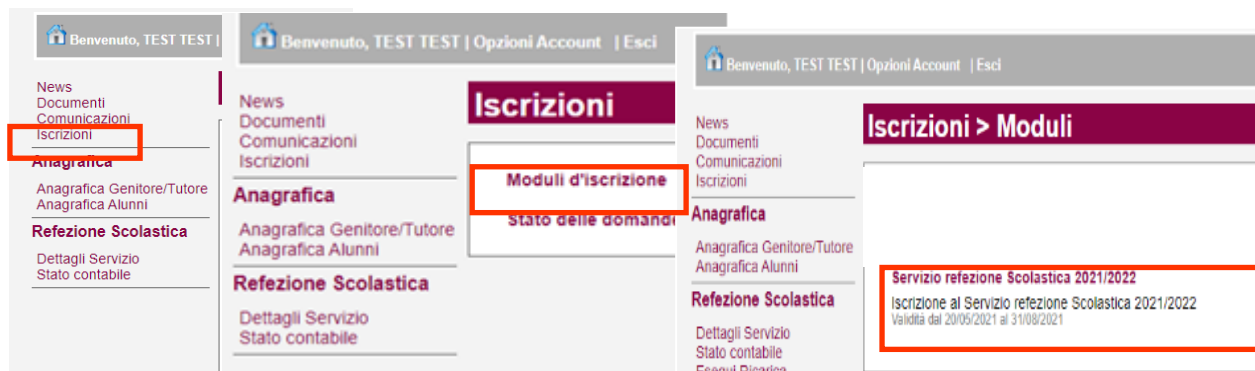 Benvenuto, TEST TEST |
News
Documenti
Comunicazioni
Iscrizioni
Anagrafica
Anagrafica Genitore/Tutore
Anagrafica Alunni
Refezione Scolastica
Dettagli Servizio
Stato contabile
Benvenuto, TEST TEST | Opzioni Account | Esci
News
Documenti
Comunicazioni
Iscrizioni
Anagrafica
Anagrafica Genitore/Tutore
Anagrafica Alunni
Refezione Scolastica
Dettagli Servizio
Stato contabile
Iscrizioni
Moduli d'iscrizione
Stato delle domande
Benvenuto, TEST TEST | Opzioni Account | Esci
News
Documenti
Comunicazioni
Iscrizioni
Anagrafica
Anagrafica Genitore/Tutore
Anagrafica Alunni
Refezione Scolastica
Dettagli Servizio
Stato contabile
Esegui Ricarica
Iscrizioni > Moduli
Servizio refezione Scolastica 2021/2022
Iscrizione al Servizio refezione Scolastica 2021/2022
Validità dal 20/05/2021 al 31/08/2021